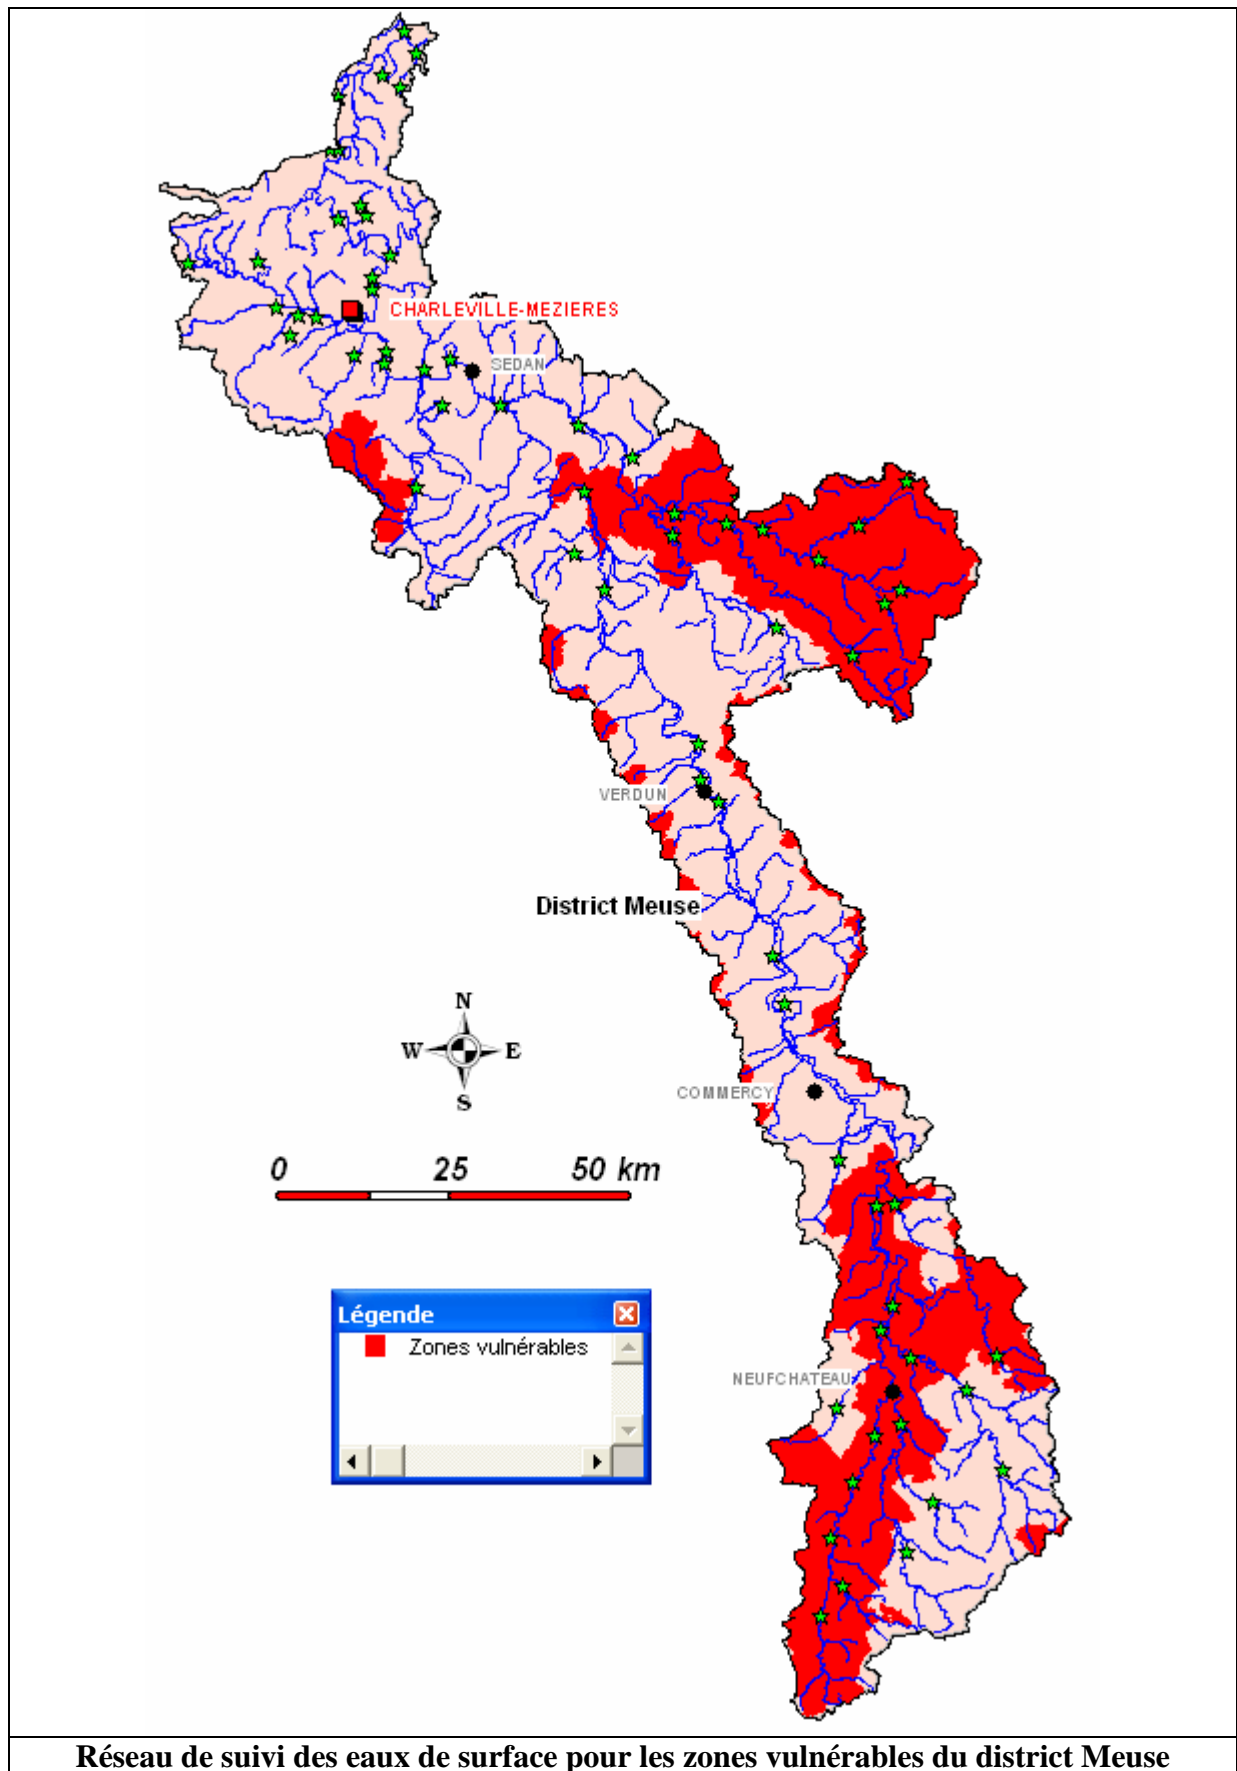 CHARLEVILLE-MEZIERES
SEDAN
VERDUN
District Meuse
N
W E
S
COMMERCY
0 25 50 km
Légende
Zones vulnérables
NEUFCHATEAU
Réseau de suivi des eaux de surface pour les zones vulnérables du district Meuse